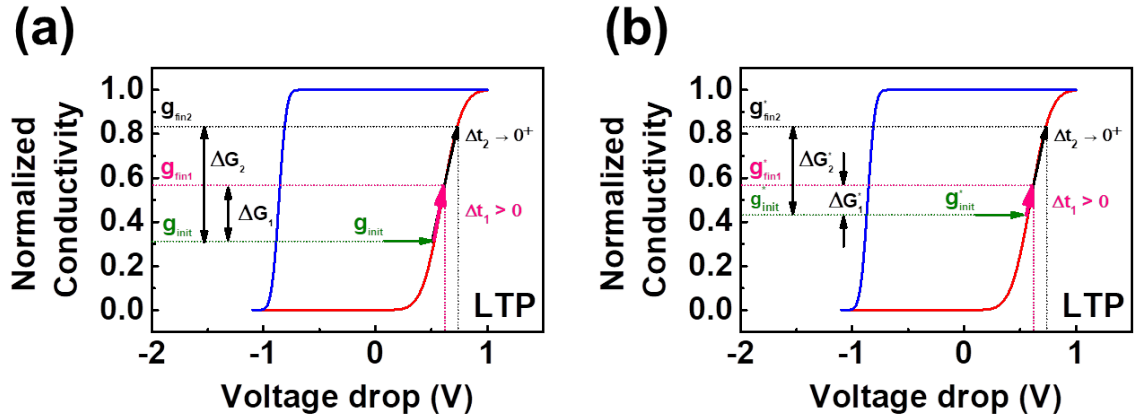 (a)
Normalized
Conductivity
1.0
0.8
0.6
0.4
0.2
0.0
g_fin2
ΔG_2
g_fin1
ΔG_1
g_init
g_init
Δt_2 → 0⁺
Δt_1 > 0
LTP
-2 -1 0 1
Voltage drop (V)
(b)
Normalized
Conductivity
1.0
0.8
0.6
0.4
0.2
0.0
g*_fin2
ΔG*_2
g*_fin1
ΔG*_1
g*_init
g*_init
Δt_2 → 0⁺
Δt_1 > 0
LTP
-2 -1 0 1
Voltage drop (V)